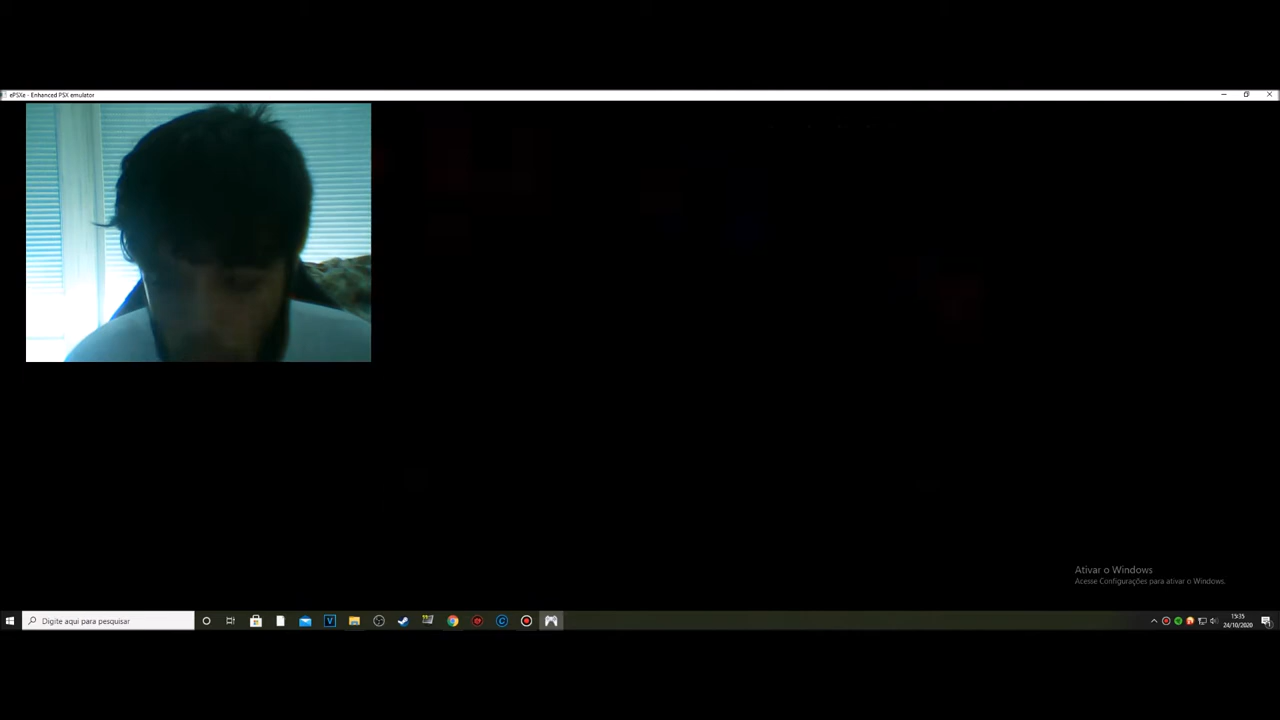 ePSXe - Enhanced PSX emulator
Ativar o Windows
Acesse Configurações para ativar o Windows.
Digite aqui para pesquisar
15:35
24/10/2020